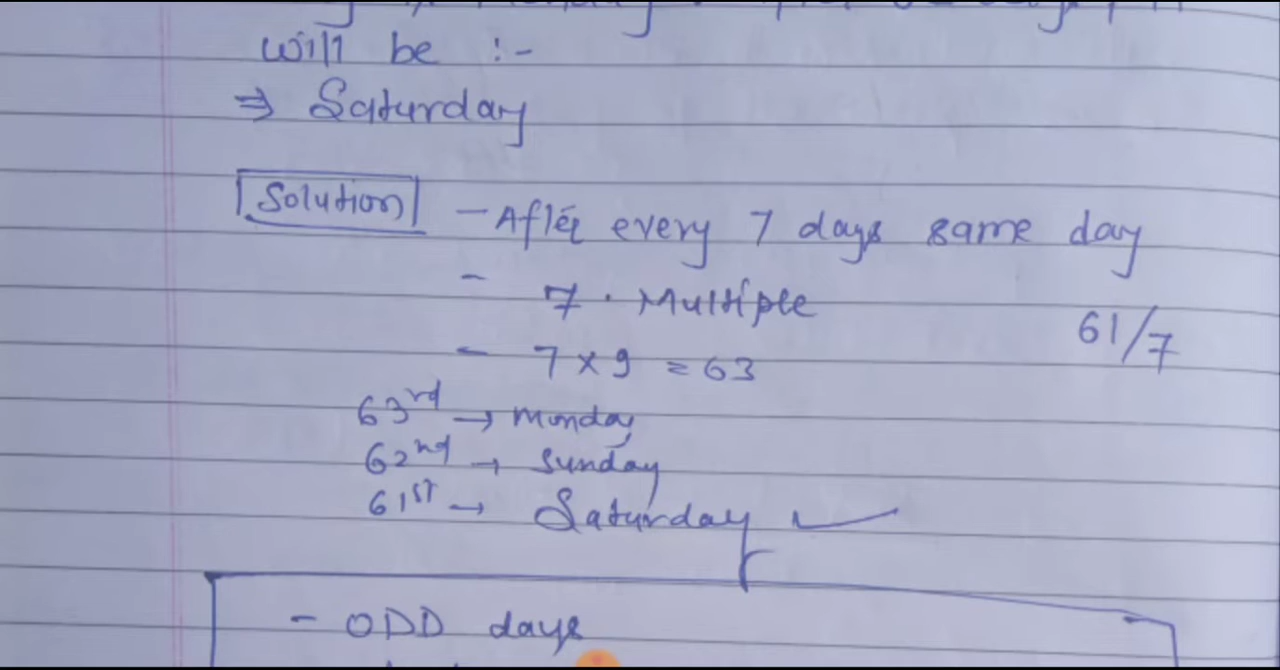 will be :-
⇒ Saturday
Solution - After every 7 days same day
- 7 . Multiple
61/7
- 7 x 9 = 63
63rd → Monday
62nd → Sunday
61st → Saturday ✓
- ODD days